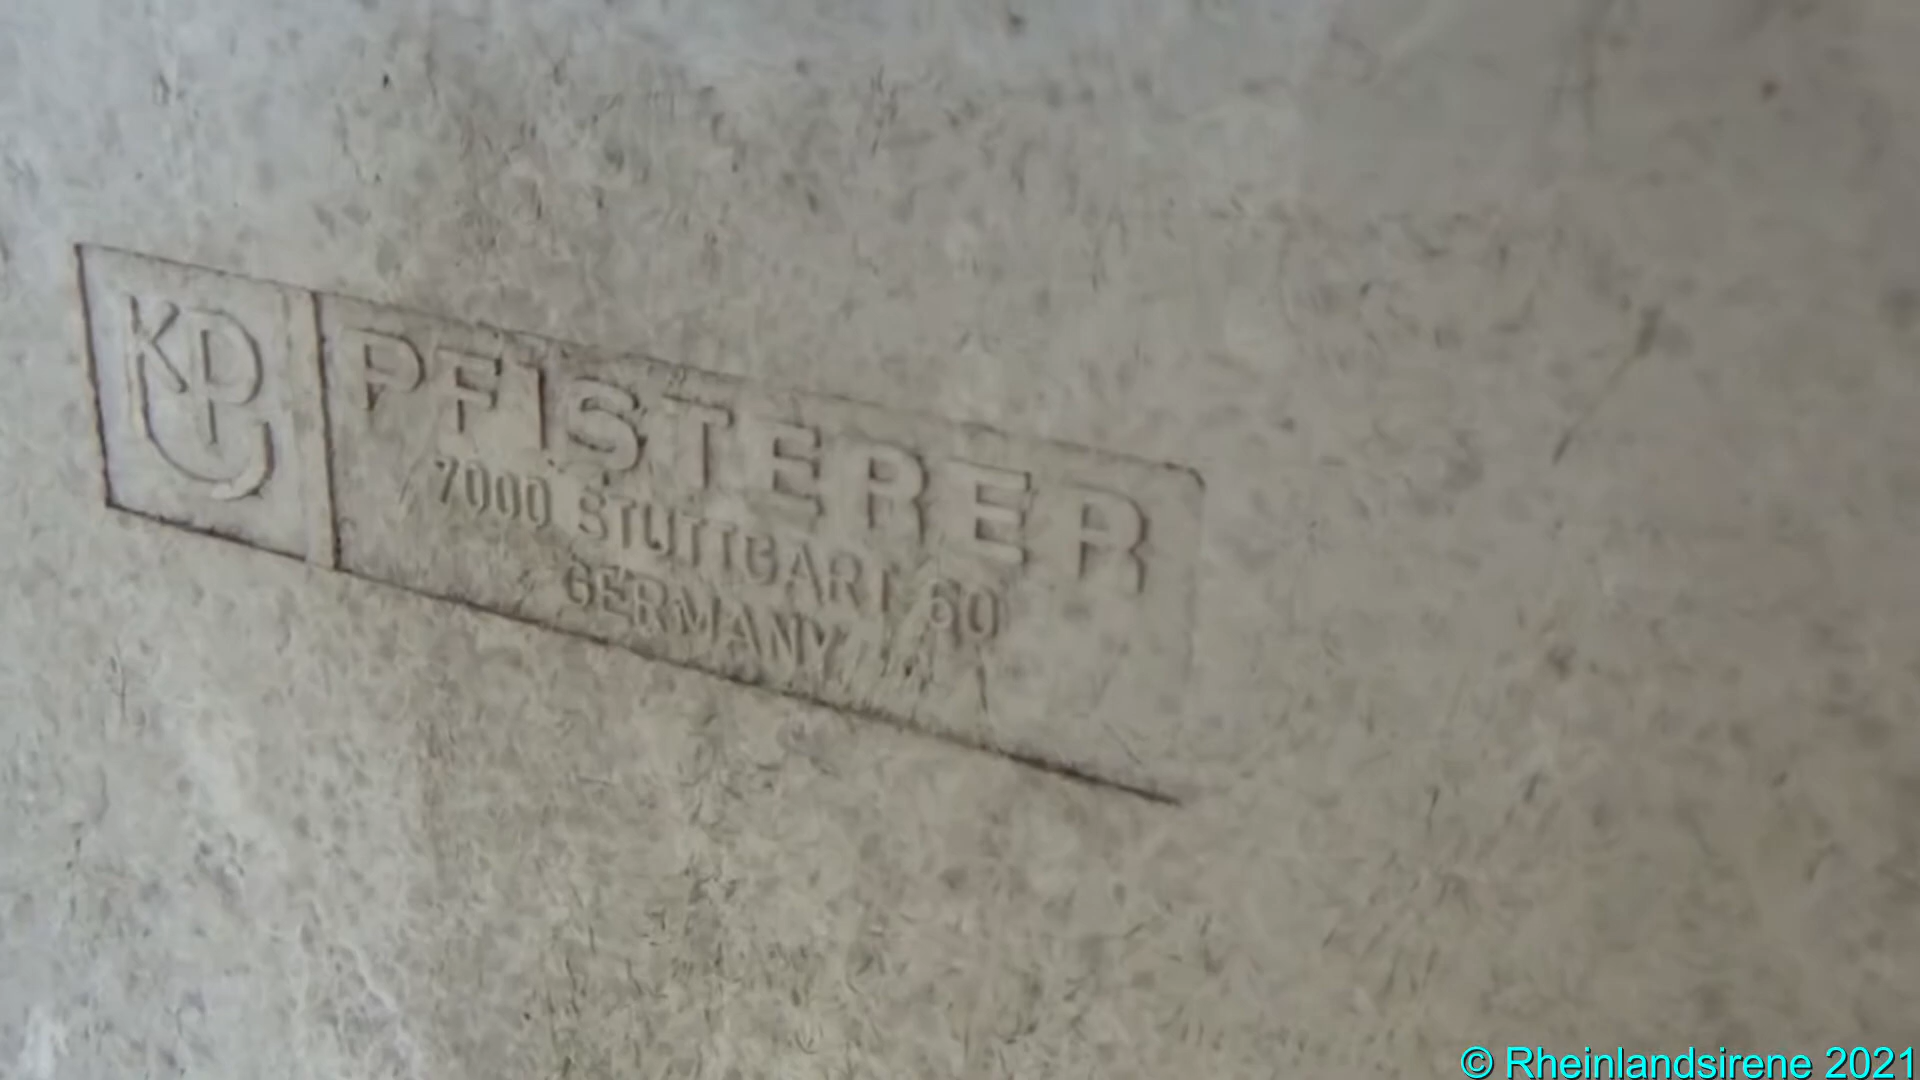 KP
PFISTERER
7000 STUTTGART 60
GERMANY
© Rheinlandsirene 2021